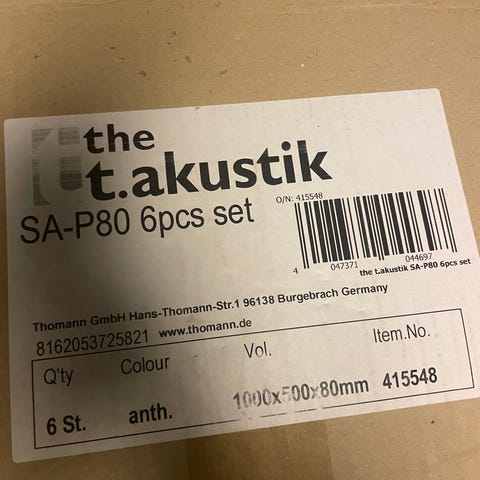 the
t.akustik
SA-P80 6pcs set
O/N: 415548
4 047371 044697
the t.akustik SA-P80 6pcs set
Thomann GmbH Hans-Thomann-Str.1 96138 Burgebrach Germany
8162053725821 www.thomann.de
Q'ty Colour Vol. Item.No.
6 St. anth. 1000x500x80mm 415548